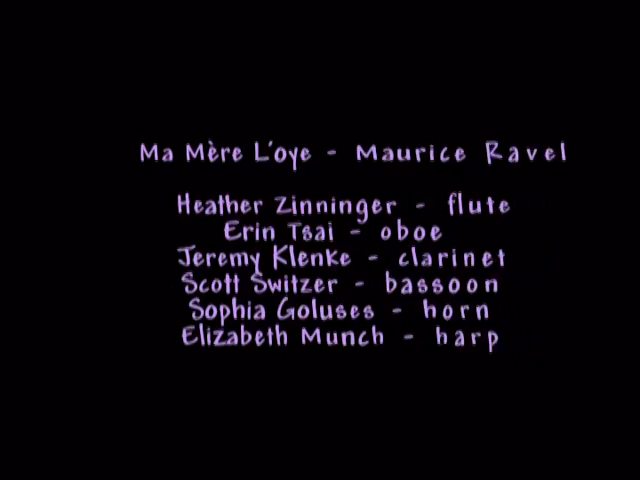 Ma Mère L'oye - Maurice Ravel
Heather Zinninger - flute
Erin Tsai - oboe
Jeremy Klenke - clarinet
Scott Switzer - bassoon
Sophia Goluses - horn
Elizabeth Munch - harp